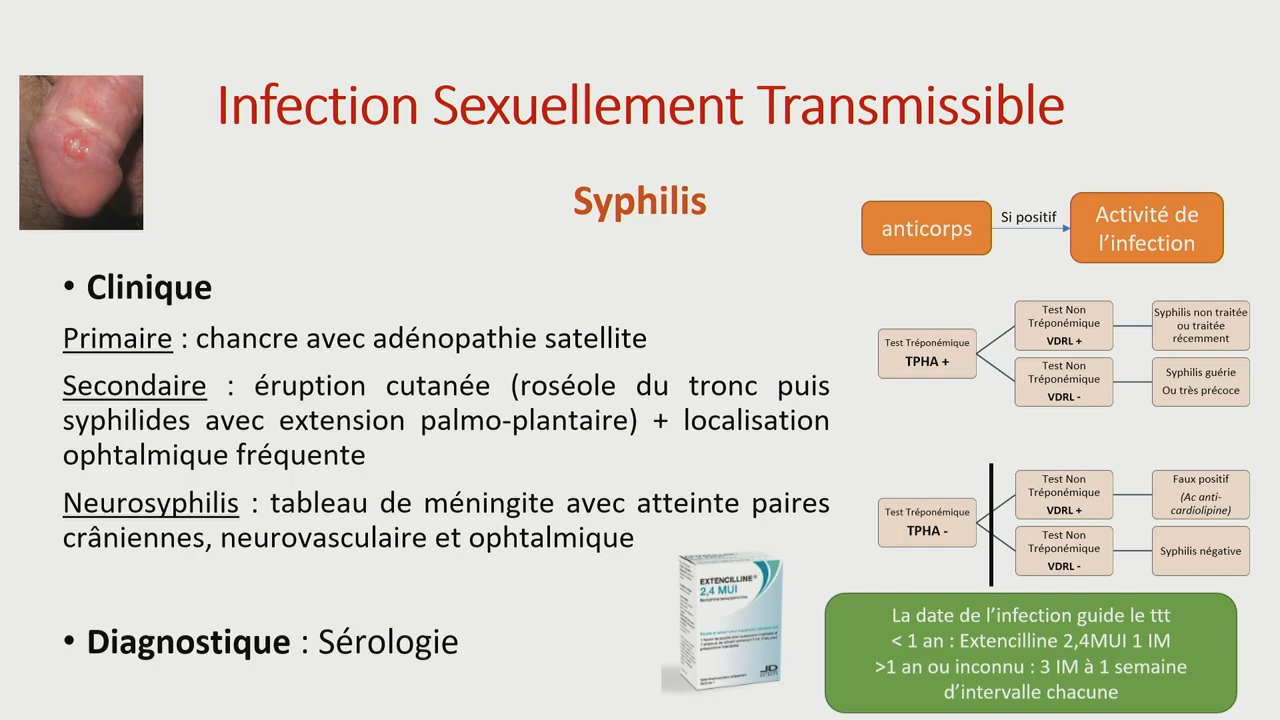 Infection Sexuellement Transmissible
Syphilis
• Clinique
Primaire : chancre avec adénopathie satellite
Secondaire : éruption cutanée (roséole du tronc puis
syphilides avec extension palmo-plantaire) + localisation
ophtalmique fréquente
Neurosyphilis : tableau de méningite avec atteinte paires
crâniennes, neurovasculaire et ophtalmique
• Diagnostique : Sérologie
anticorps
Si positif
Activité de
l’infection
Test Tréponémique
TPHA +
Test Non
Tréponémique
VDRL +
Syphilis non traitée
ou traitée
récemment
Test Non
Tréponémique
VDRL -
Syphilis guérie
Ou très précoce
Test Tréponémique
TPHA -
Test Non
Tréponémique
VDRL +
Faux positif
(Ac anti-
cardiolipine)
Test Non
Tréponémique
VDRL -
Syphilis négative
EXTENCILLINE
2,4 MUI
La date de l’infection guide le ttt
< 1 an : Extencilline 2,4MUI 1 IM
>1 an ou inconnu : 3 IM à 1 semaine
d’intervalle chacune